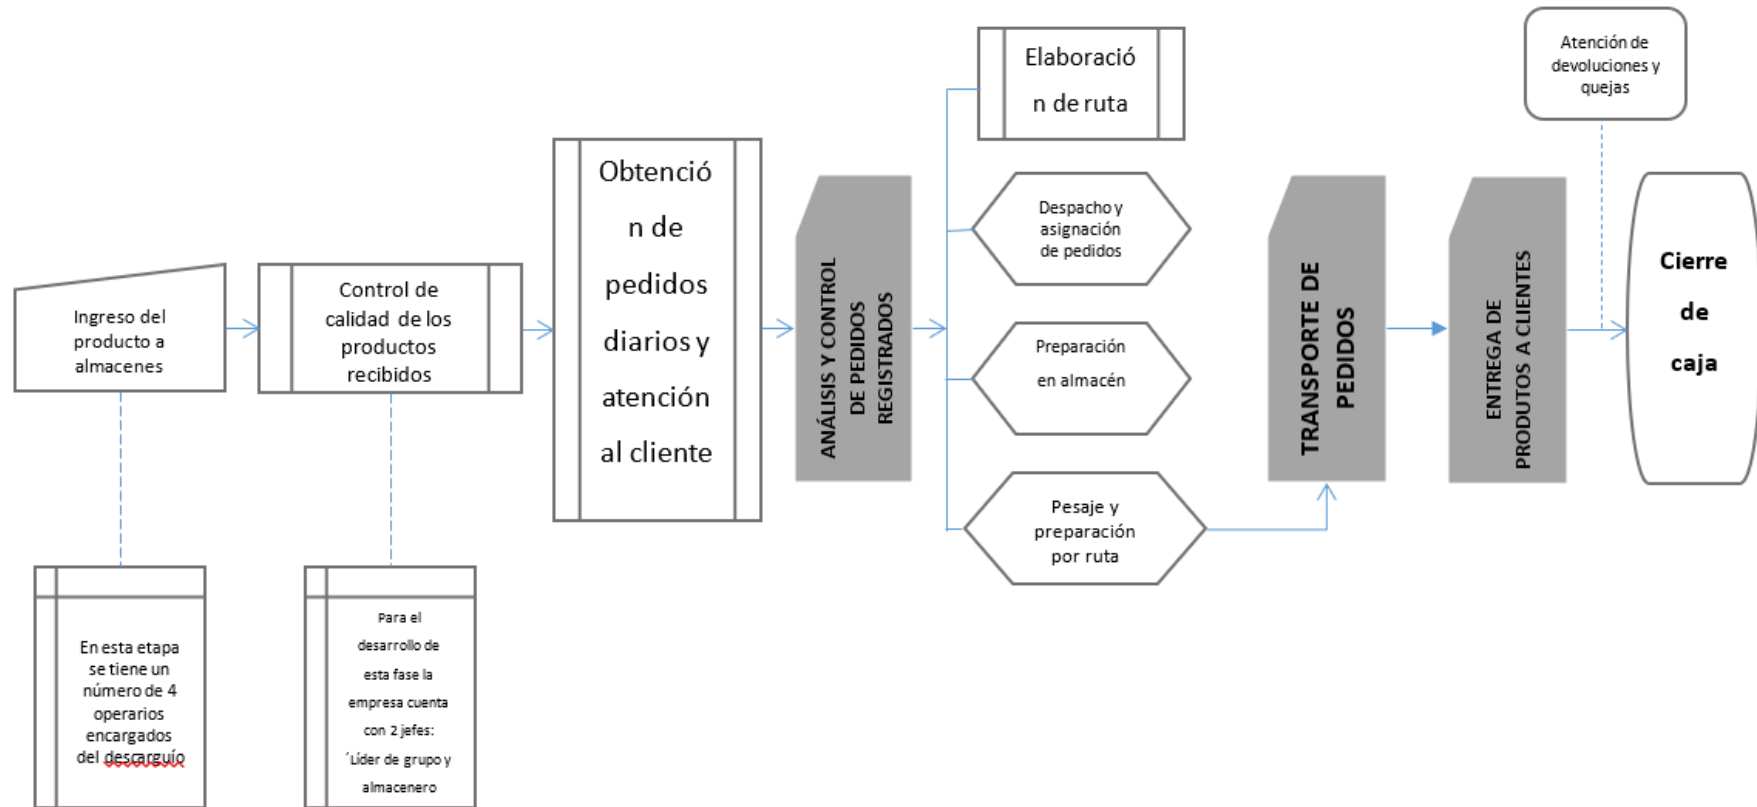 Ingreso del
producto a
almacenes
En esta etapa
se tiene un
número de 4
operarios
encargados
del descarguío
Control de
calidad de los
productos
recibidos
Para el
desarrollo de
esta fase la
empresa cuenta
con 2 jefes:
´Líder de grupo y
almacenero
Obtenció
n de
pedidos
diarios y
atención
al cliente
ANÁLISIS Y CONTROL
DE PEDIDOS
REGISTRADOS
Elaboració
n de ruta
Despacho y
asignación
de pedidos
Preparación
en almacén
Pesaje y
preparación
por ruta
TRANSPORTE DE
PEDIDOS
ENTREGA DE
PRODUTOS A CLIENTES
Atención de
devoluciones y
quejas
Cierre
de
caja